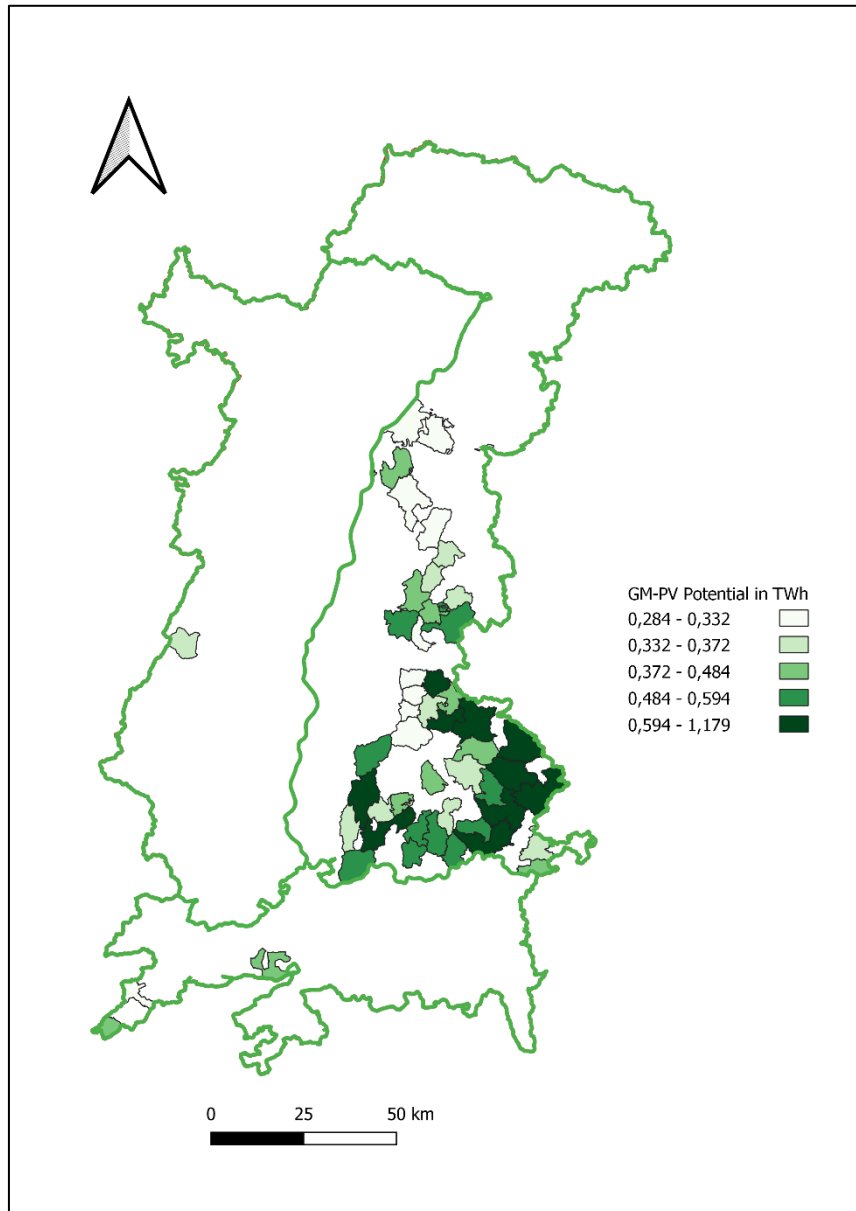 GM-PV Potential in TWh
0,284 - 0,332
0,332 - 0,372
0,372 - 0,484
0,484 - 0,594
0,594 - 1,179
0 25 50 km